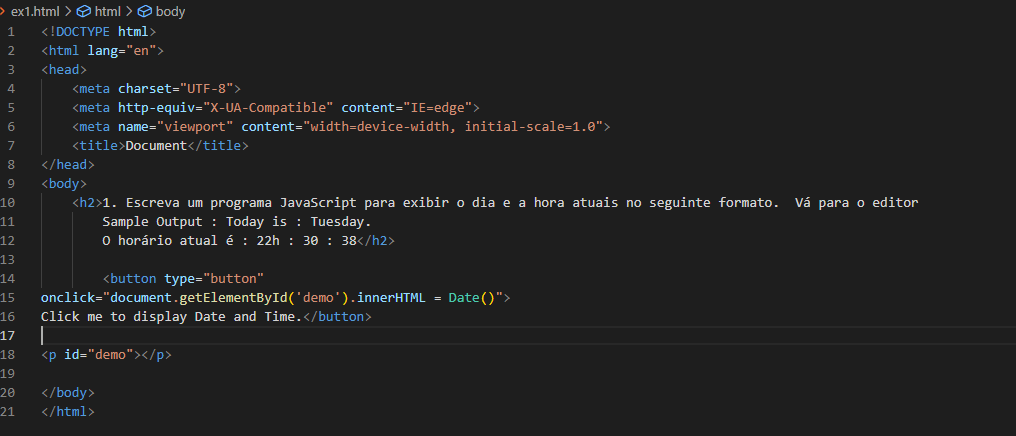 ex1.html > html > body
1 <!DOCTYPE html>
2 <html lang="en">
3 <head>
4 <meta charset="UTF-8">
5 <meta http-equiv="X-UA-Compatible" content="IE=edge">
6 <meta name="viewport" content="width=device-width, initial-scale=1.0">
7 <title>Document</title>
8 </head>
9 <body>
10 <h2>1. Escreva um programa JavaScript para exibir o dia e a hora atuais no seguinte formato.  Vá para o editor
11 Sample Output : Today is : Tuesday.
12 O horário atual é : 22h : 30 : 38</h2>
13
14 <button type="button"
15 onclick="document.getElementById('demo').innerHTML = Date()">
16 Click me to display Date and Time.</button>
17
18 <p id="demo"></p>
19
20 </body>
21 </html>